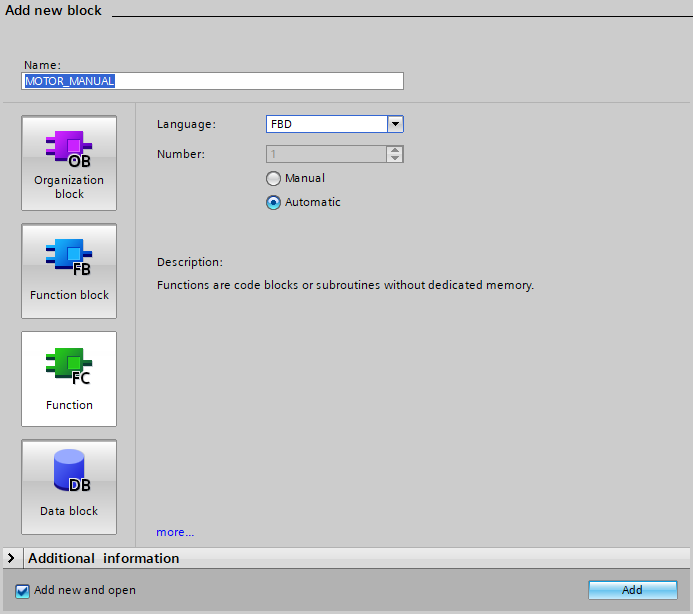 Add new block
Name:
MOTOR_MANUAL
OB
Organization
block
FB
Function block
FC
Function
DB
Data block
Language:
FBD
Number:
1
Manual
Automatic
Description:
Functions are code blocks or subroutines without dedicated memory.
more...
Additional information
Add new and open
Add